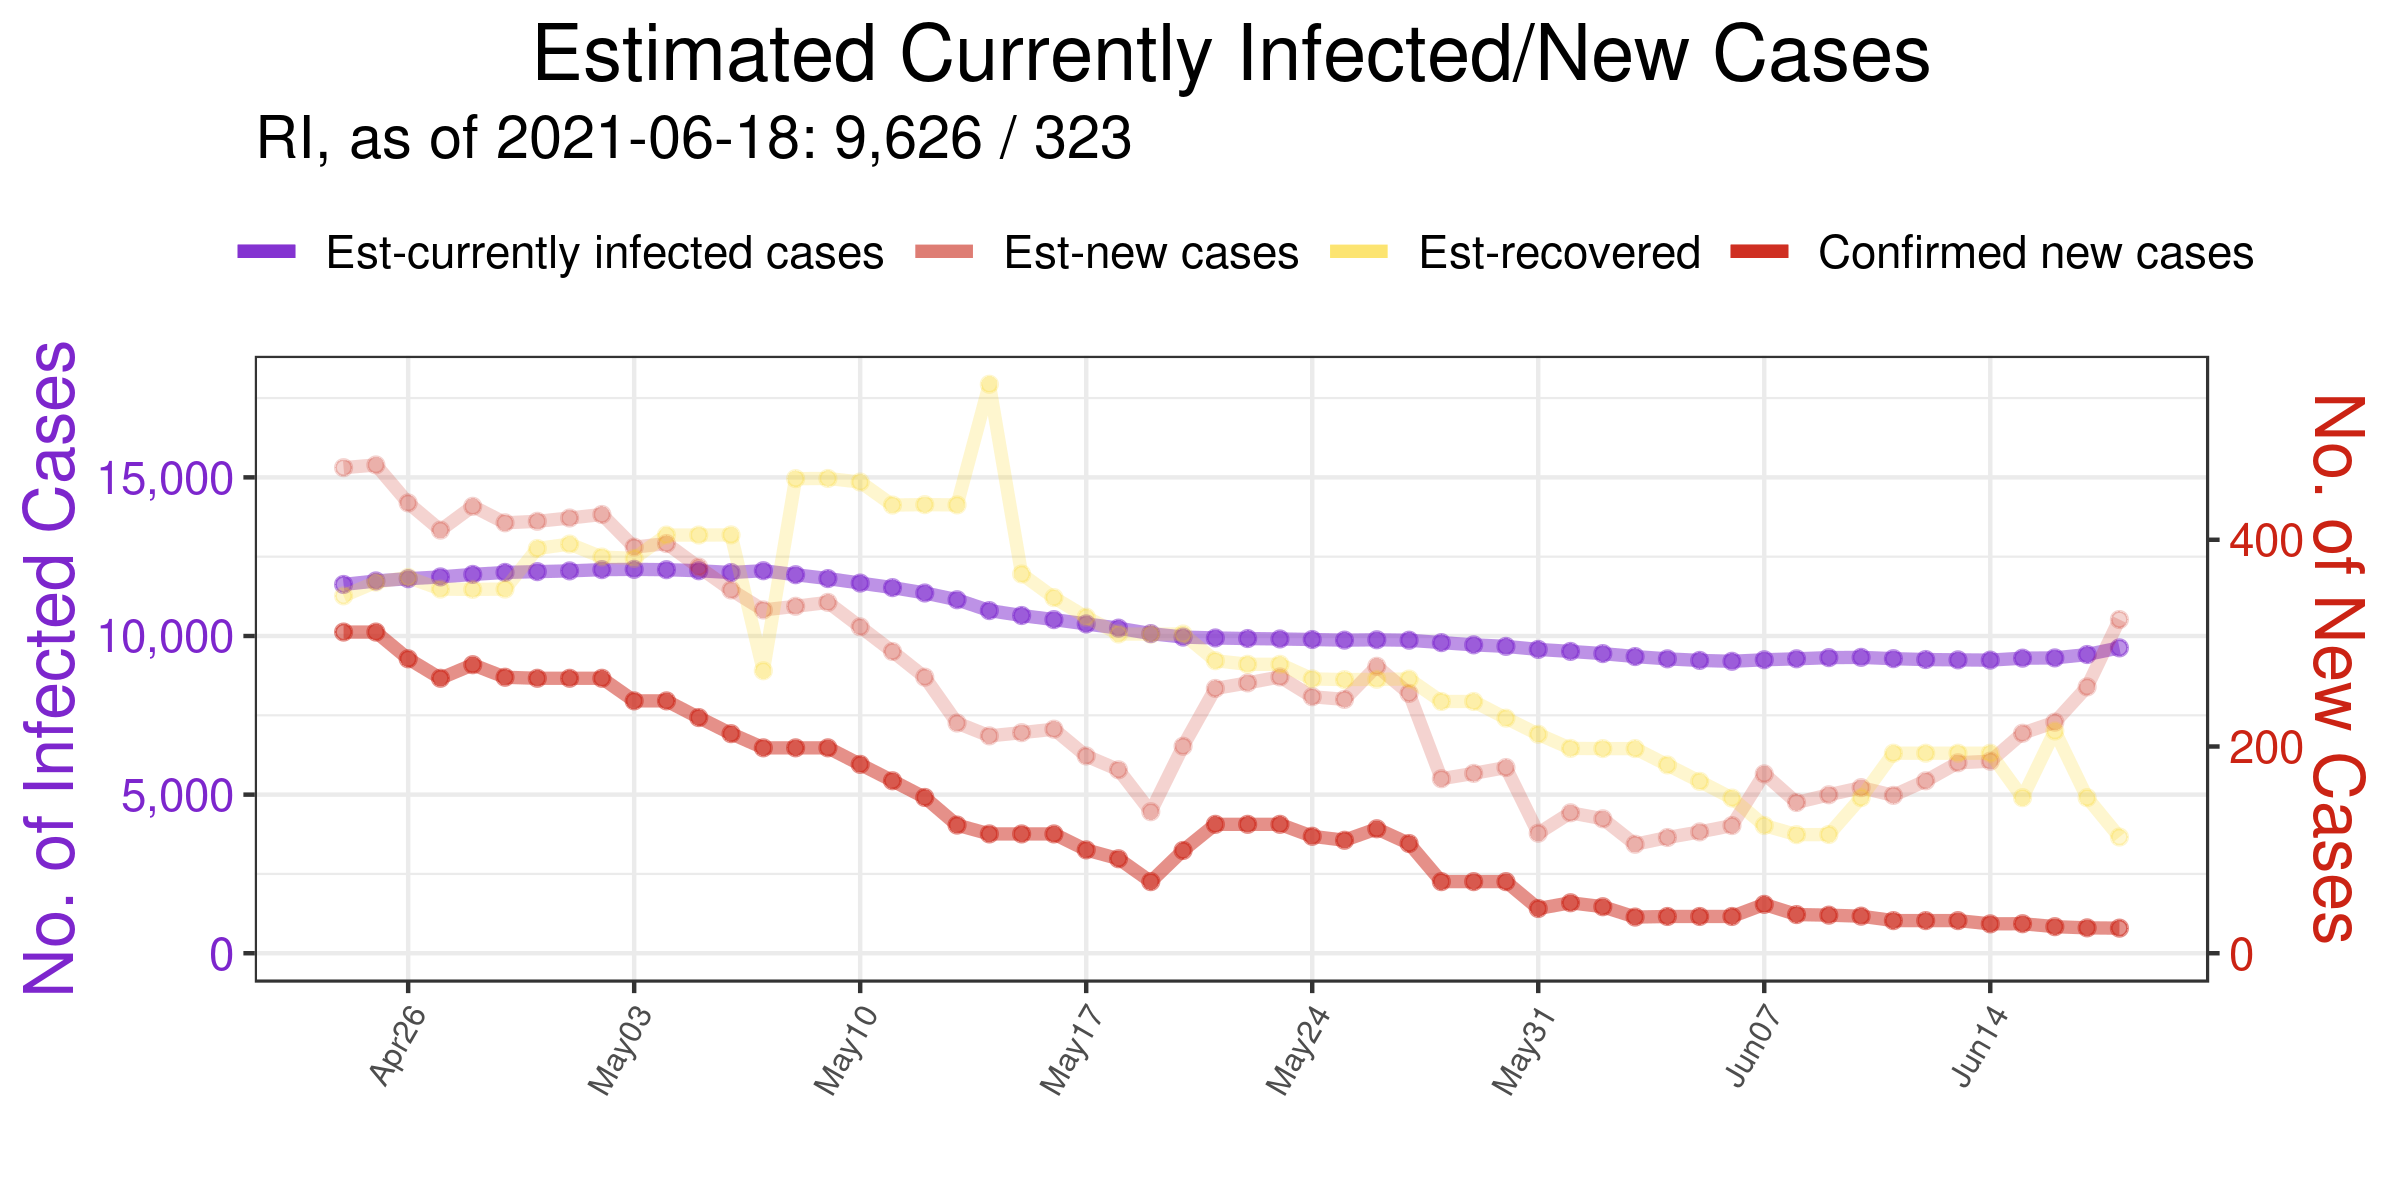 Estimated Currently Infected/New Cases
RI, as of 2021-06-18: 9,626 / 323
Est-currently infected cases Est-new cases Est-recovered Confirmed new cases
No. of Infected Cases
15,000
10,000
5,000
0
400
200
0
No. of New Cases
Apr26 May03 May10 May17 May24 May31 Jun07 Jun14